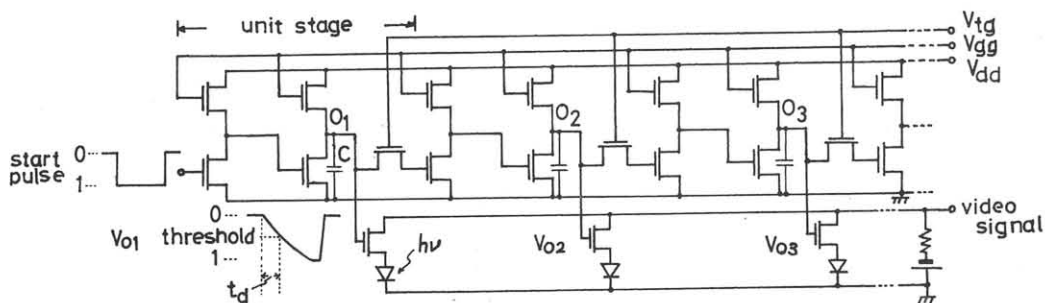 unit stage
Vtg
Vgg
Vdd
O1
O2
O3
C
start pulse
0
1
0
threshold
1
VO1
td
hν
VO2
VO3
video signal